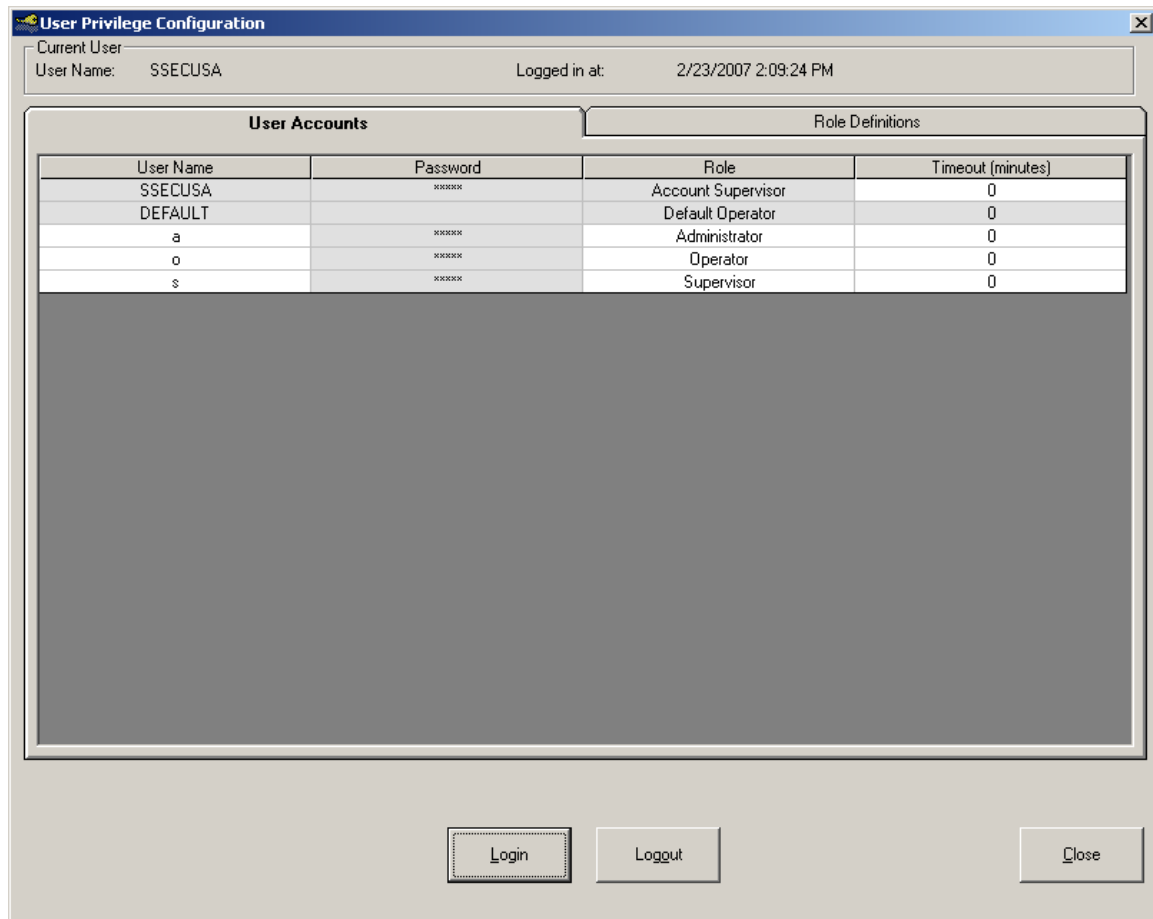 User Privilege Configuration
Current User
User Name: SSECUSA Logged in at: 2/23/2007 2:09:24 PM
User Accounts Role Definitions
User Name Password Role Timeout (minutes)
SSECUSA ***** Account Supervisor 0
DEFAULT Default Operator 0
a ***** Administrator 0
o ***** Operator 0
s ***** Supervisor 0
Login Logout Close